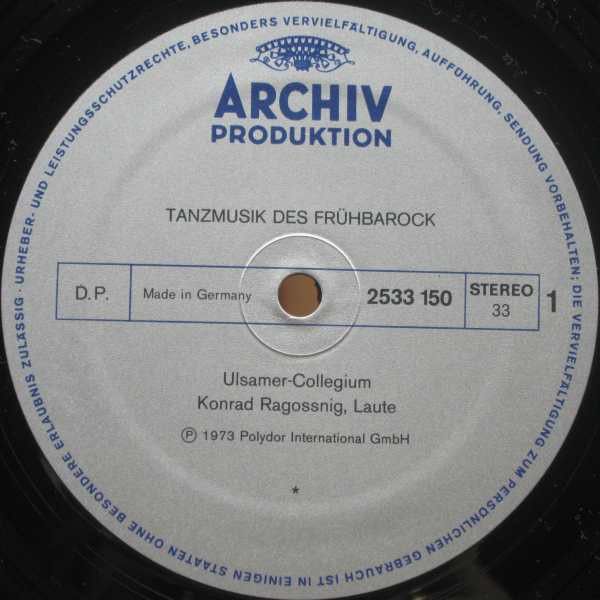 ARCHIV
PRODUKTION
TANZMUSIK DES FRÜHBAROCK
D.P. Made in Germany 2533 150 STEREO 33 1
Ulsamer-Collegium
Konrad Ragossnig, Laute
Ⓟ 1973 Polydor International GmbH
*
URHEBER- UND LEISTUNGSSCHUTZRECHTE, BESONDERS VERVIELFÄLTIGUNG, AUFFÜHRUNG, SENDUNG VORBEHALTEN; DIE VERVIELFÄLTIGUNG ZUM PERSÖNLICHEN GEBRAUCH IST IN EINIGEN STAATEN OHNE BESONDERE ERLAUBNIS ZULÄSSIG ·